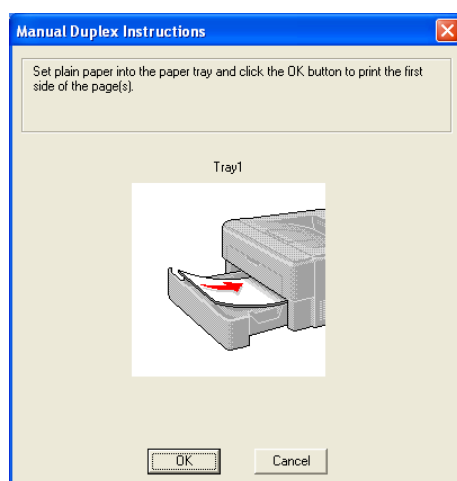 Manual Duplex Instructions
Set plain paper into the paper tray and click the OK button to print the first
side of the page(s).
Tray1
OK
Cancel